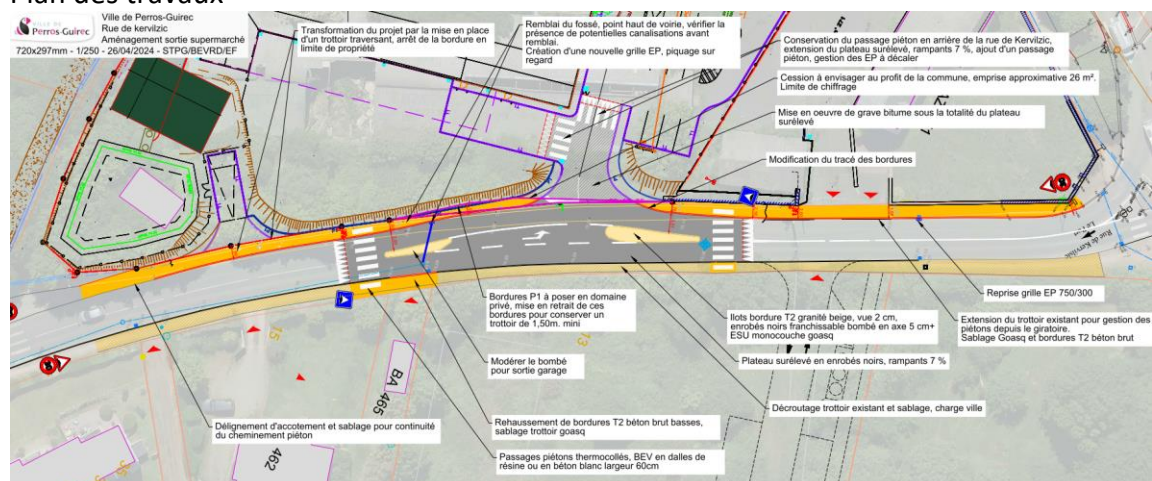 Plan des travaux
VILLE DE
Perros-Guirec
Ville de Perros-Guirec
Rue de kervilzic
Aménagement sortie supermarché
720x297mm - 1/250 - 26/04/2024 - STPG/BEVRD/EF
Transformation du projet par la mise en place
d'un trottoir traversant, arrêt de la bordure en
limite de propriété
Remblai du fossé, point haut de voirie, vérifier la
présence de potentielles canalisations avant
remblai.
Création d'une nouvelle grille EP, piquage sur
regard
Conservation du passage piéton en arrière de la rue de Kervilzic,
extension du plateau surélevé, rampants 7 %, ajout d'un passage
piéton, gestion des EP à décaler
Cession à envisager au profit de la commune, emprise approximative 26 m².
Limite de chiffrage
Mise en oeuvre de grave bitume sous la totalité du plateau
surélevé
Modification du tracé des bordures
12
Rue de Kervilzic
Reprise grille EP 750/300
Extension du trottoir existant pour gestion des
piétons depuis le giratoire.
Sablage Goasq et bordures T2 béton brut
Bordures P1 à poser en domaine
privé, mise en retrait de ces
bordures pour conserver un
trottoir de 1,50m. mini
Ilots bordure T2 granité beige, vue 2 cm,
enrobés noirs franchissable bombé en axe 5 cm+
ESU monocouche goasq
15
13
Modérer le bombé
pour sortie garage
Plateau surélevé en enrobés noirs, rampants 7 %
BA
465
Décroutage trottoir existant et sablage, charge ville
Délignement d'accotement et sablage pour continuité
du cheminement piéton
Rehaussement de bordures T2 béton brut basses,
sablage trottoir goasq
462
Passages piétons thermocollés, BEV en dalles de
résine ou en béton blanc largeur 60cm